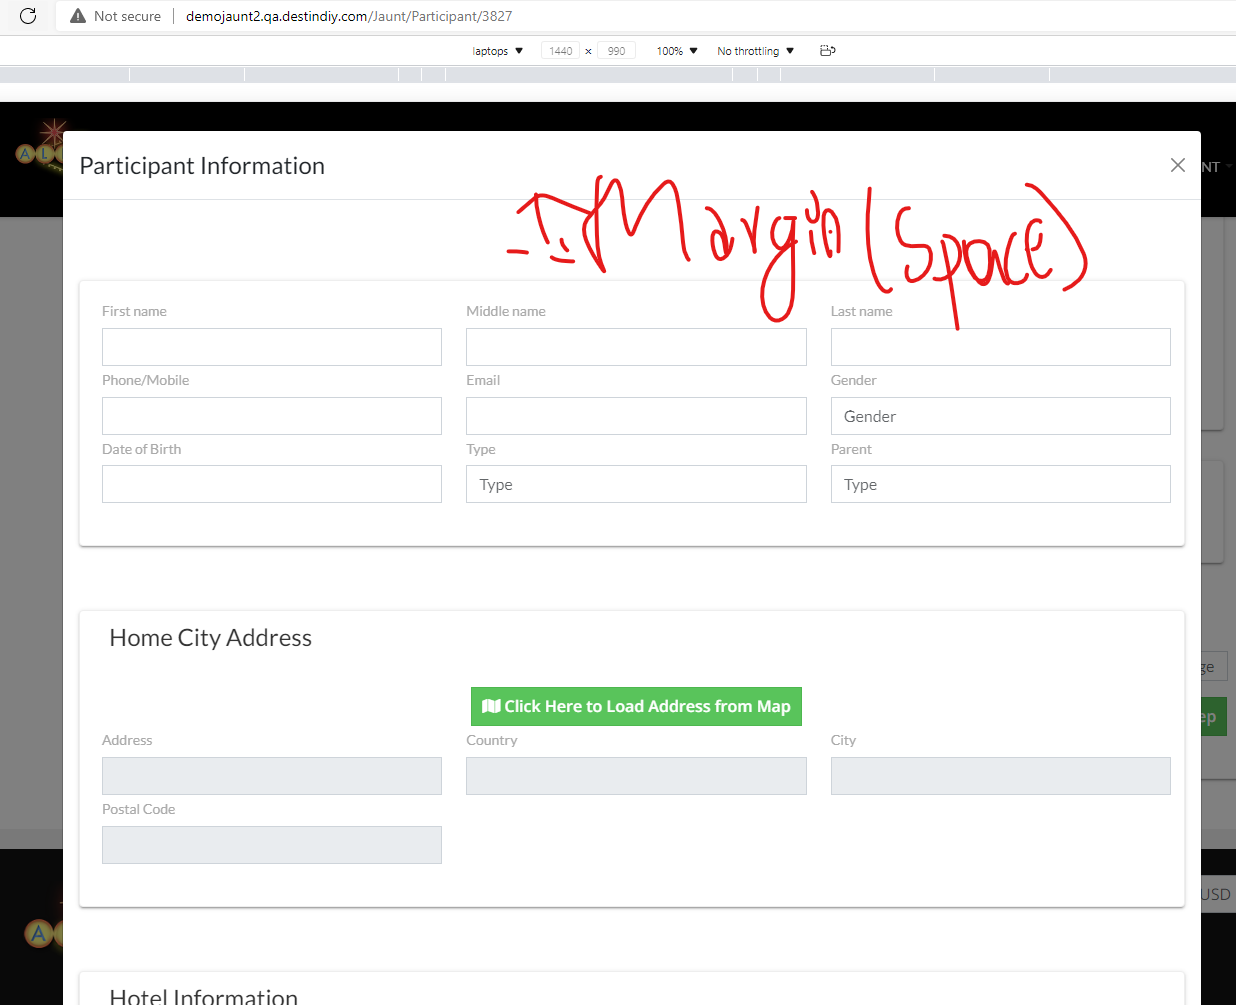 Not secure demojaunt2.qa.destindiy.com/Jaunt/Participant/3827
laptops ▼ 1440 × 990 100% ▼ No throttling ▼
A L
Participant Information
NT
Margin (Space)
First name Middle name Last name
Phone/Mobile Email Gender
Gender
Date of Birth Type Parent
Type Type
Home City Address
ge
Click Here to Load Address from Map
ep
Address Country City
Postal Code
USD
A
Hotel Information